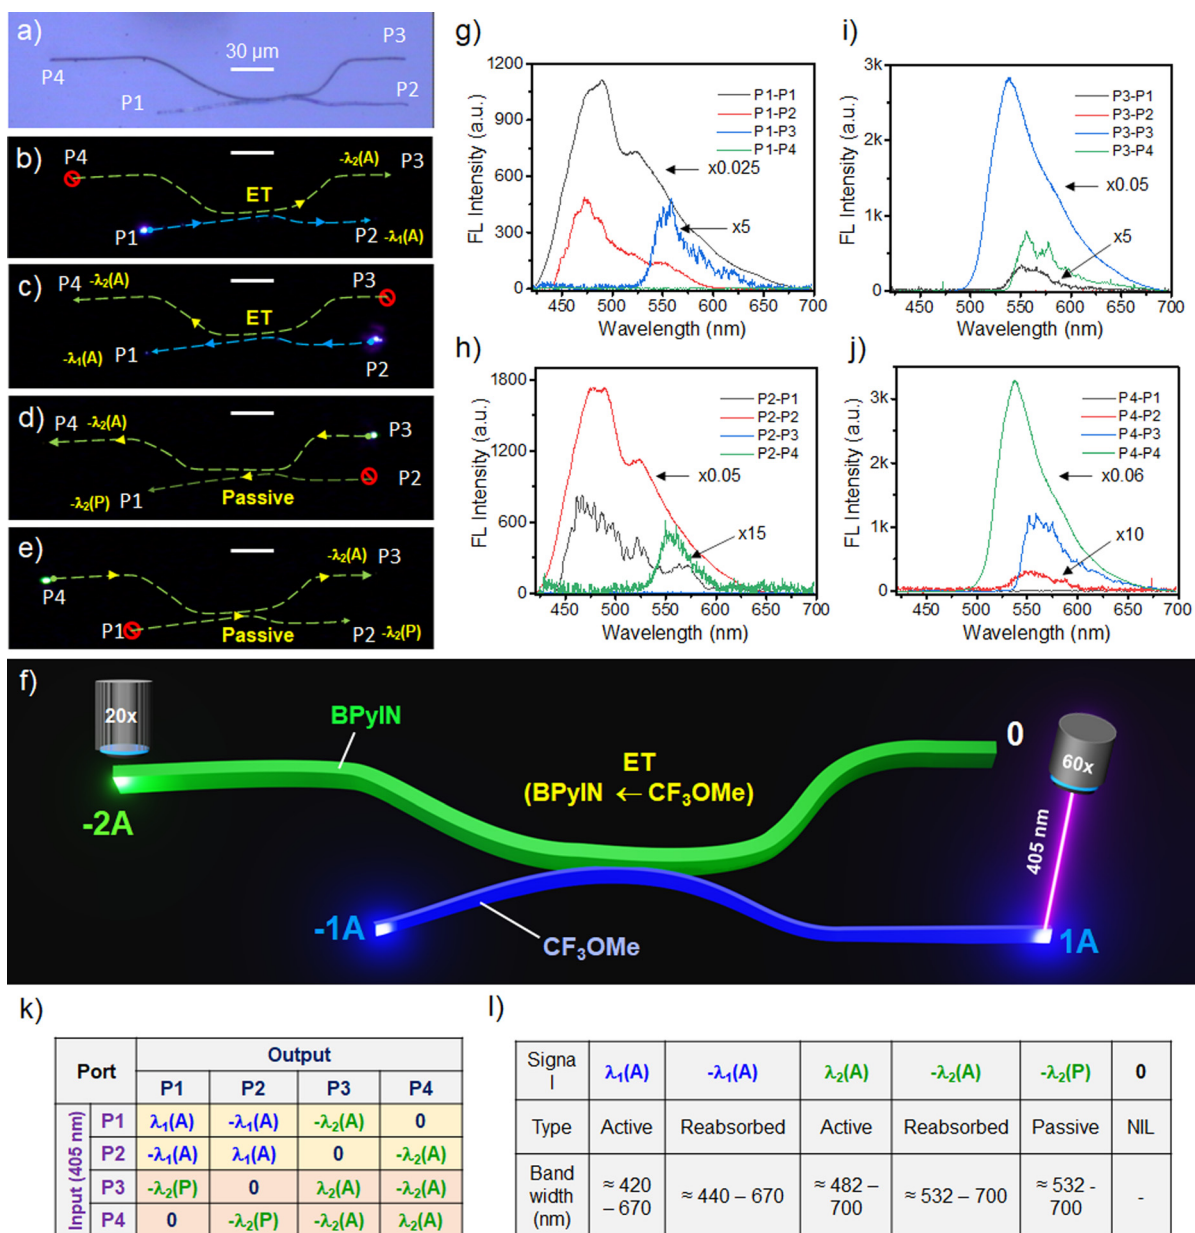 a)
30 µm
P3
P4
P1
P2
b)
P4
-λ₂(A)
P3
ET
P1
P2
-λ₁(A)
c)
P4
-λ₂(A)
P3
ET
-λ₁(A)
P1
P2
d)
P4
-λ₂(A)
P3
P1
P2
-λ₂(P)
Passive
e)
-λ₂(A)
P3
P4
P1
P2
-λ₂(P)
Passive
g)
FL Intensity (a.u.)
1200
900
600
300
0
450
500
550
600
650
700
Wavelength (nm)
P1-P1
P1-P2
P1-P3
P1-P4
x0.025
x5
i)
FL Intensity (a.u.)
3k
2k
1k
0
450
500
550
600
650
700
Wavelength (nm)
P3-P1
P3-P2
P3-P3
P3-P4
x0.05
x5
h)
FL Intensity (a.u.)
1800
1200
600
0
450
500
550
600
650
700
Wavelength (nm)
P2-P1
P2-P2
P2-P3
P2-P4
x0.05
x15
j)
FL Intensity (a.u.)
3k
2k
1k
0
450
500
550
600
650
700
Wavelength (nm)
P4-P1
P4-P2
P4-P3
P4-P4
x0.06
x10
f)
20x
BPyIN
ET
(BPyIN ← CF₃OMe)
0
60x
405 nm
-2A
-1A
CF₃OMe
1A
k)
Port Output
P1 P2 P3 P4
Input (405 nm)
P1 λ₁(A) -λ₁(A) -λ₂(A) 0
P2 -λ₁(A) λ₁(A) 0 -λ₂(A)
P3 -λ₂(P) 0 λ₂(A) -λ₂(A)
P4 0 -λ₂(P) -λ₂(A) λ₂(A)
l)
Signa
l
λ₁(A) -λ₁(A) λ₂(A) -λ₂(A) -λ₂(P) 0
Type Active Reabsorbed Active Reabsorbed Passive NIL
Band
width
(nm)
≈ 420
– 670
≈ 440 – 670
≈ 482 –
700
≈ 532 – 700
≈ 532 -
700
-